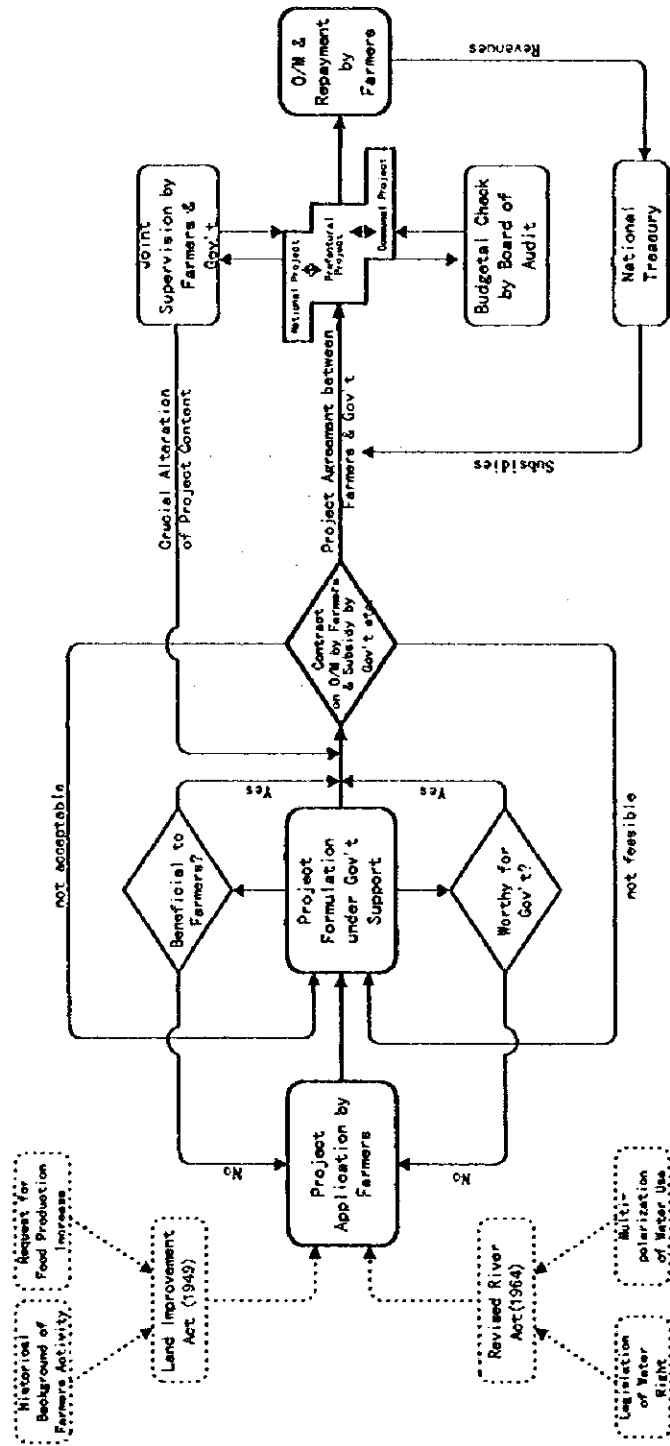 Historical
Background of
Farmers Activity
Request for
Food Production
Increase
Land Improvement
Act (1949)
Legislation
of Water
Right
Multi-
polarization
of Water Use
Revised River
Act(1964)
Project
Application by
Farmers
No
No
not acceptable
Beneficial to
Farmers?
Yes
Project
Formulation
under Gov't
Support
Worthy for
Gov't?
Yes
not feasible
Crucial Alteration
of Project Content
Contract
on O/M by Farmers
& Subsidy by
Gov't etc.
Project Agreement between
Farmers & Gov't
Subsidies
Joint
Supervision by
Farmers &
Gov't
National Project
Prefectural
Project
Communal Project
Budgetal Check
by Board of
Audit
O/M &
Repayment
by
Farmers
Revenues
National
Treasury